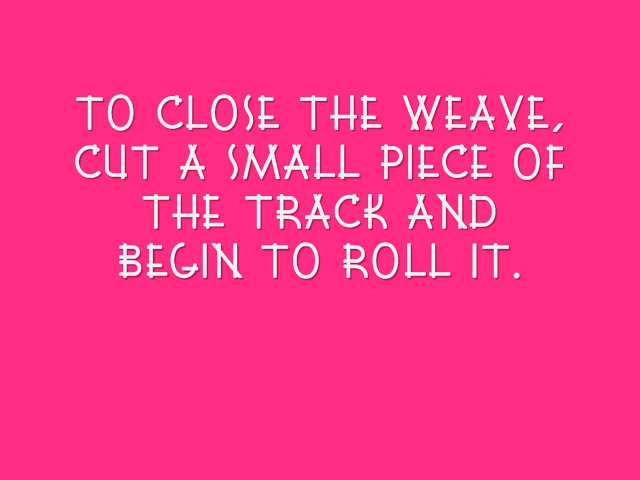 TO CLOSE THE WEAVE,
CUT A SMALL PIECE OF
THE TRACK AND
BEGIN TO ROLL IT.